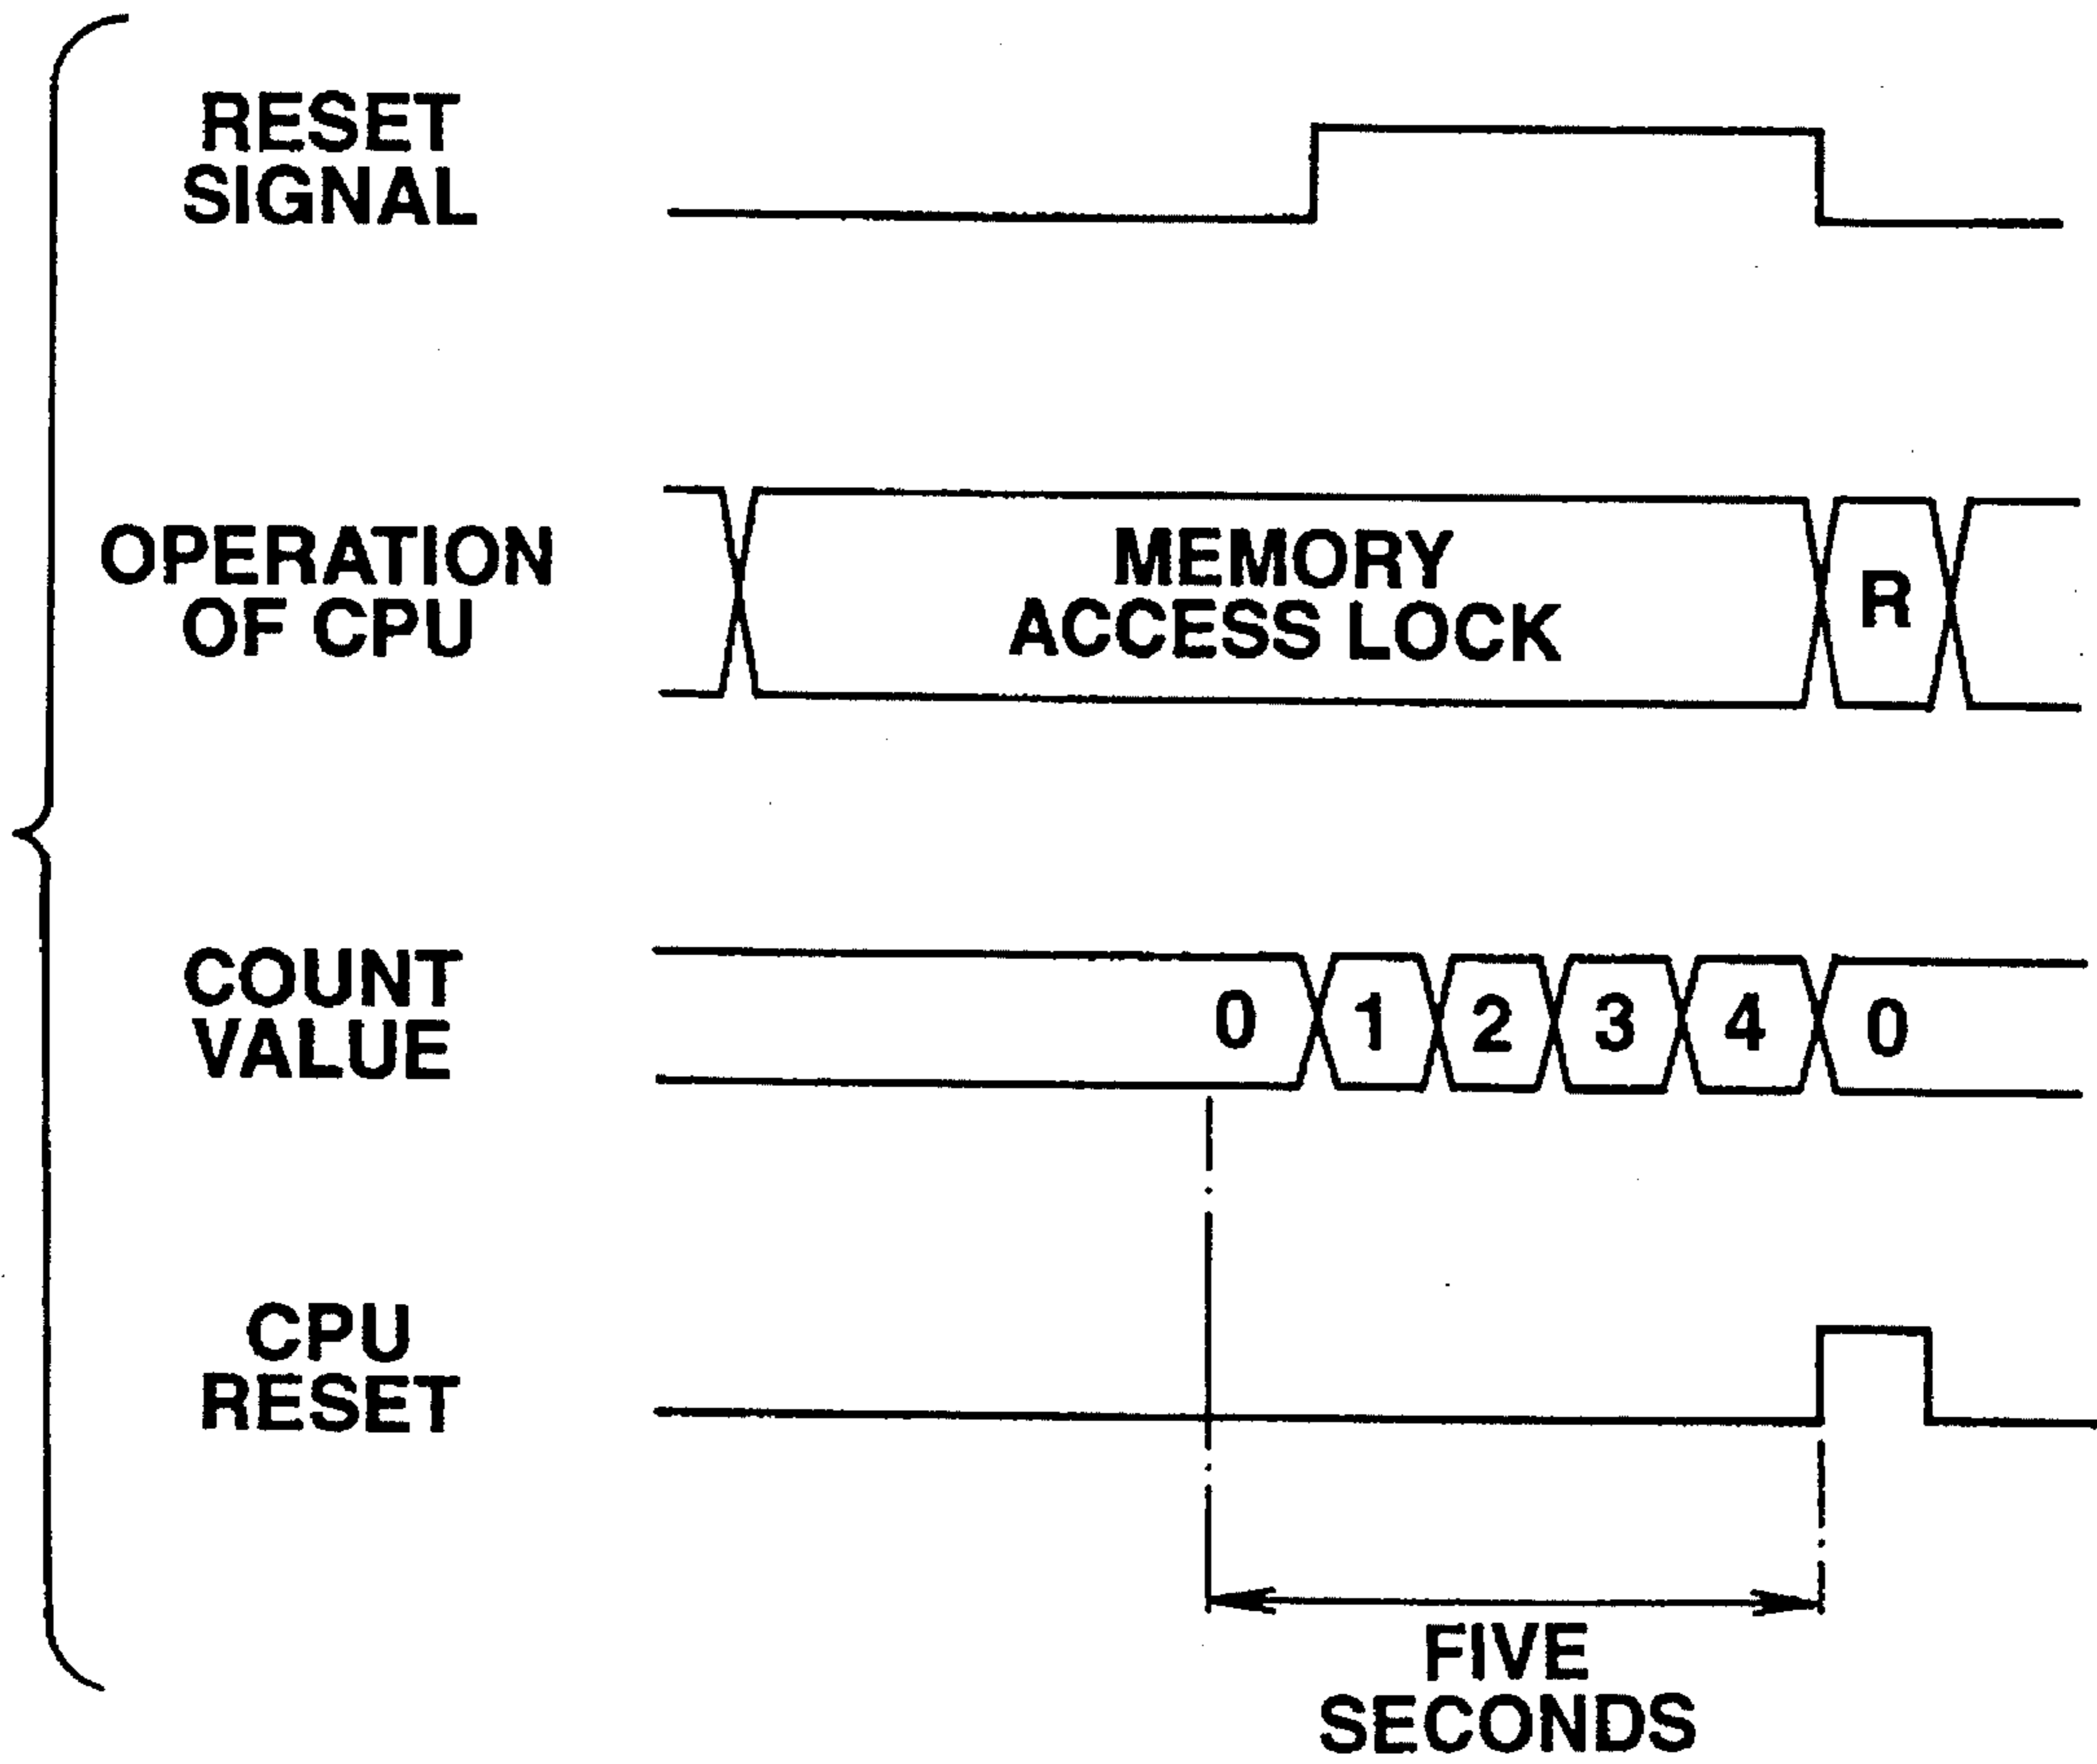 RESET
SIGNAL
OPERATION
OF CPU
MEMORY
ACCESS LOCK
R
COUNT
VALUE
0 1 2 3 4 0
CPU
RESET
FIVE
SECONDS